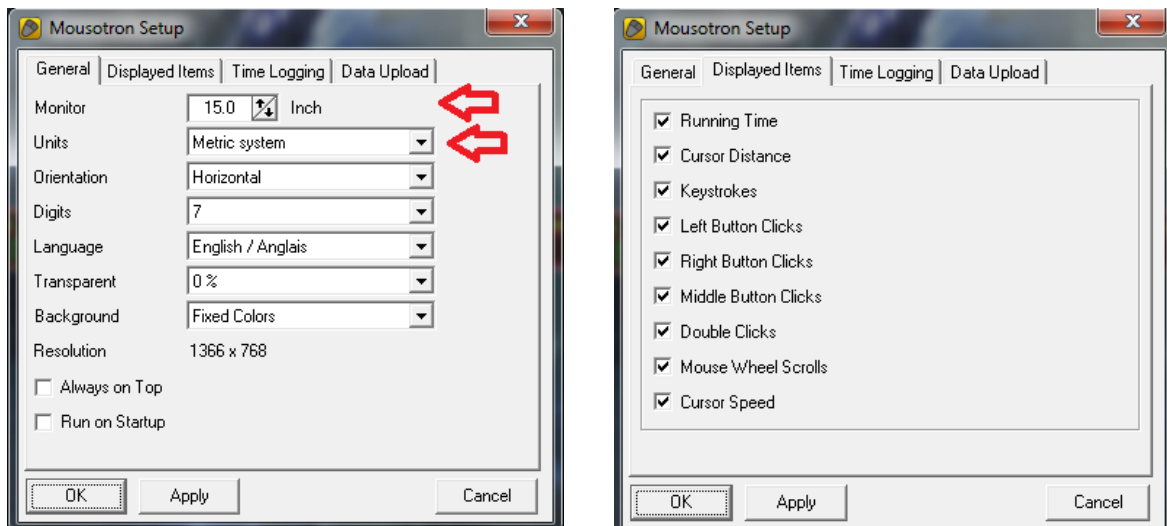 Mousotron Setup
General Displayed Items Time Logging Data Upload
Monitor 15.0 Inch
Units Metric system
Orientation Horizontal
Digits 7
Language English / Anglais
Transparent 0 %
Background Fixed Colors
Resolution 1366 x 768
Always on Top
Run on Startup
OK Apply Cancel
Mousotron Setup
General Displayed Items Time Logging Data Upload
Running Time
Cursor Distance
Keystrokes
Left Button Clicks
Right Button Clicks
Middle Button Clicks
Double Clicks
Mouse Wheel Scrolls
Cursor Speed
OK Apply Cancel